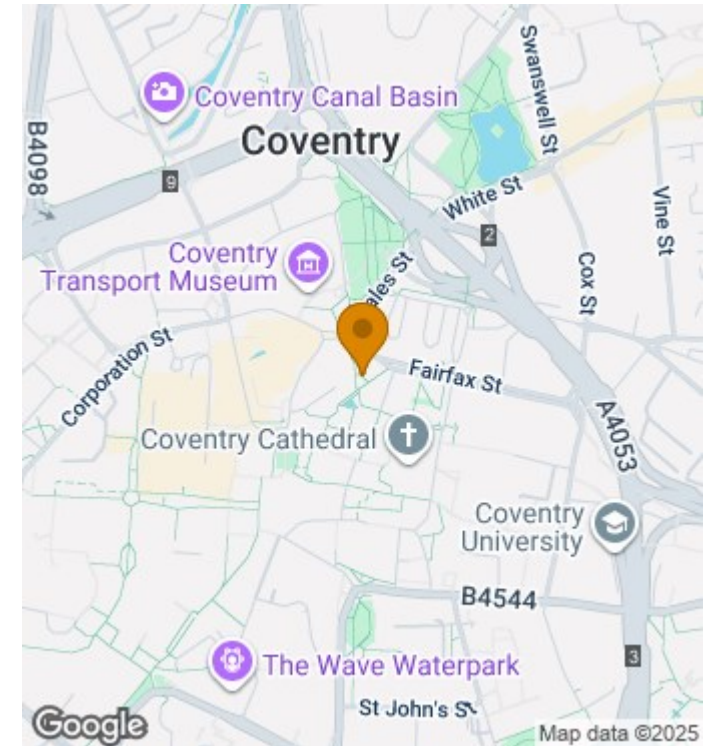 Swanswell St
Coventry Canal Basin
B4098
Coventry
9
White St
Vine St
2
Coventry
Transport Museum
ales St
Cox St
Corporation St
Fairfax St
A4053
Coventry Cathedral
Coventry
University
B4544
The Wave Waterpark
3
St John's S
Google
Map data ©2025